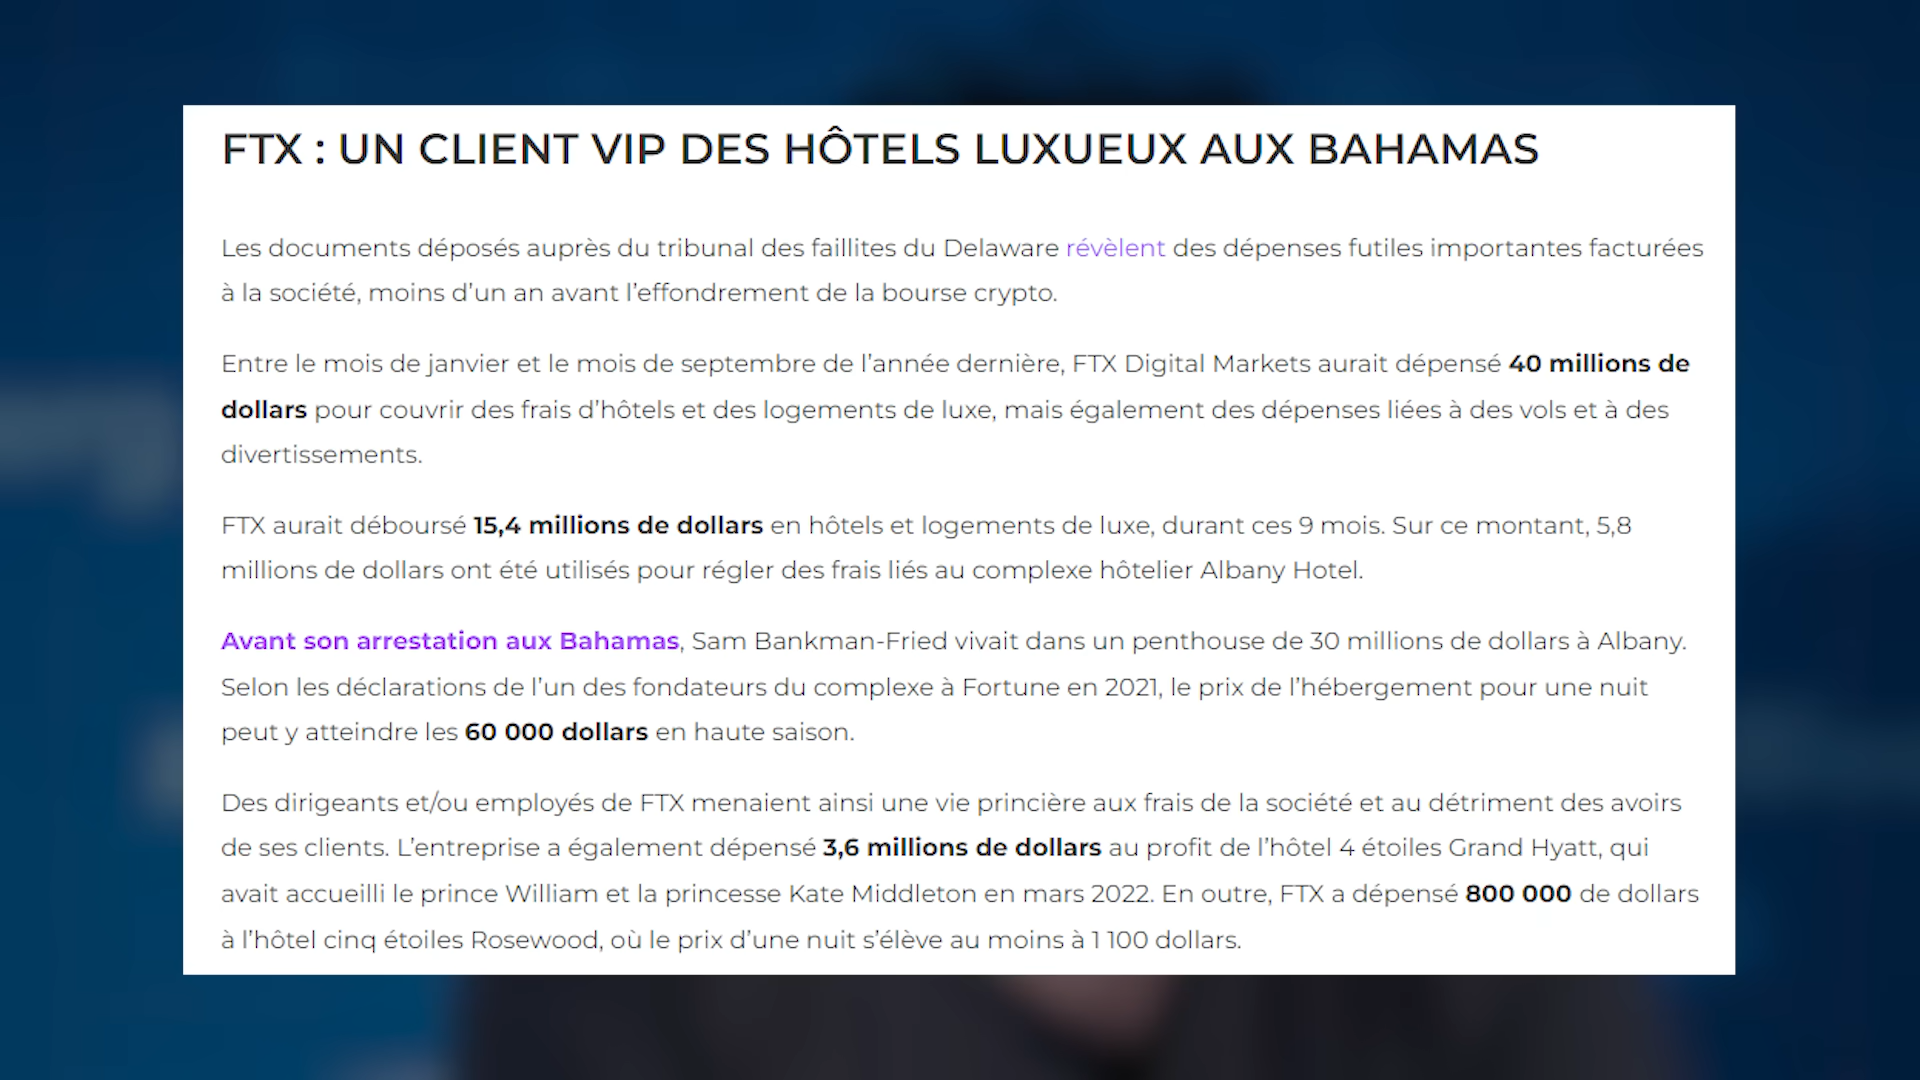 FTX : UN CLIENT VIP DES HÔTELS LUXUEUX AUX BAHAMAS
Les documents déposés auprès du tribunal des faillites du Delaware révèlent des dépenses futiles importantes facturées
à la société, moins d’un an avant l’effondrement de la bourse crypto.
Entre le mois de janvier et le mois de septembre de l’année dernière, FTX Digital Markets aurait dépensé 40 millions de
dollars pour couvrir des frais d’hôtels et des logements de luxe, mais également des dépenses liées à des vols et à des
divertissements.
FTX aurait déboursé 15,4 millions de dollars en hôtels et logements de luxe, durant ces 9 mois. Sur ce montant, 5,8
millions de dollars ont été utilisés pour régler des frais liés au complexe hôtelier Albany Hotel.
Avant son arrestation aux Bahamas, Sam Bankman-Fried vivait dans un penthouse de 30 millions de dollars à Albany.
Selon les déclarations de l’un des fondateurs du complexe à Fortune en 2021, le prix de l’hébergement pour une nuit
peut y atteindre les 60 000 dollars en haute saison.
Des dirigeants et/ou employés de FTX menaient ainsi une vie princière aux frais de la société et au détriment des avoirs
de ses clients. L’entreprise a également dépensé 3,6 millions de dollars au profit de l’hôtel 4 étoiles Grand Hyatt, qui
avait accueilli le prince William et la princesse Kate Middleton en mars 2022. En outre, FTX a dépensé 800 000 de dollars
à l’hôtel cinq étoiles Rosewood, où le prix d’une nuit s’élève au moins à 1 100 dollars.